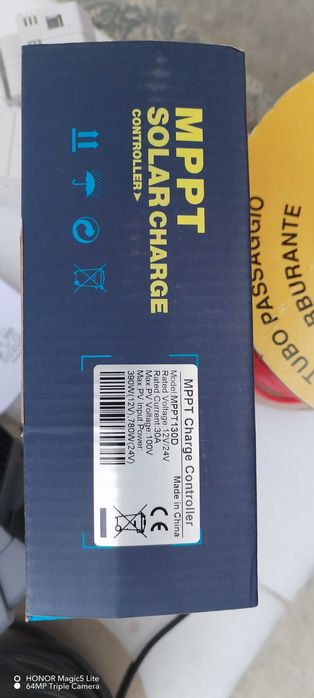 MPPT
SOLAR CHARGE
CONTROLLER
MPPT Charge Controller
Made in China
Model:MPPT130D
Rated Voltage:12V/24V
Rated Current:30A
Max.PV Voltage:100V
Max.PV Input Power:
390W(12V),780W(24V)
CE
TUBO PASSAGGIO
RBURANTE
HONOR Magic5 Lite
64MP Triple Camera